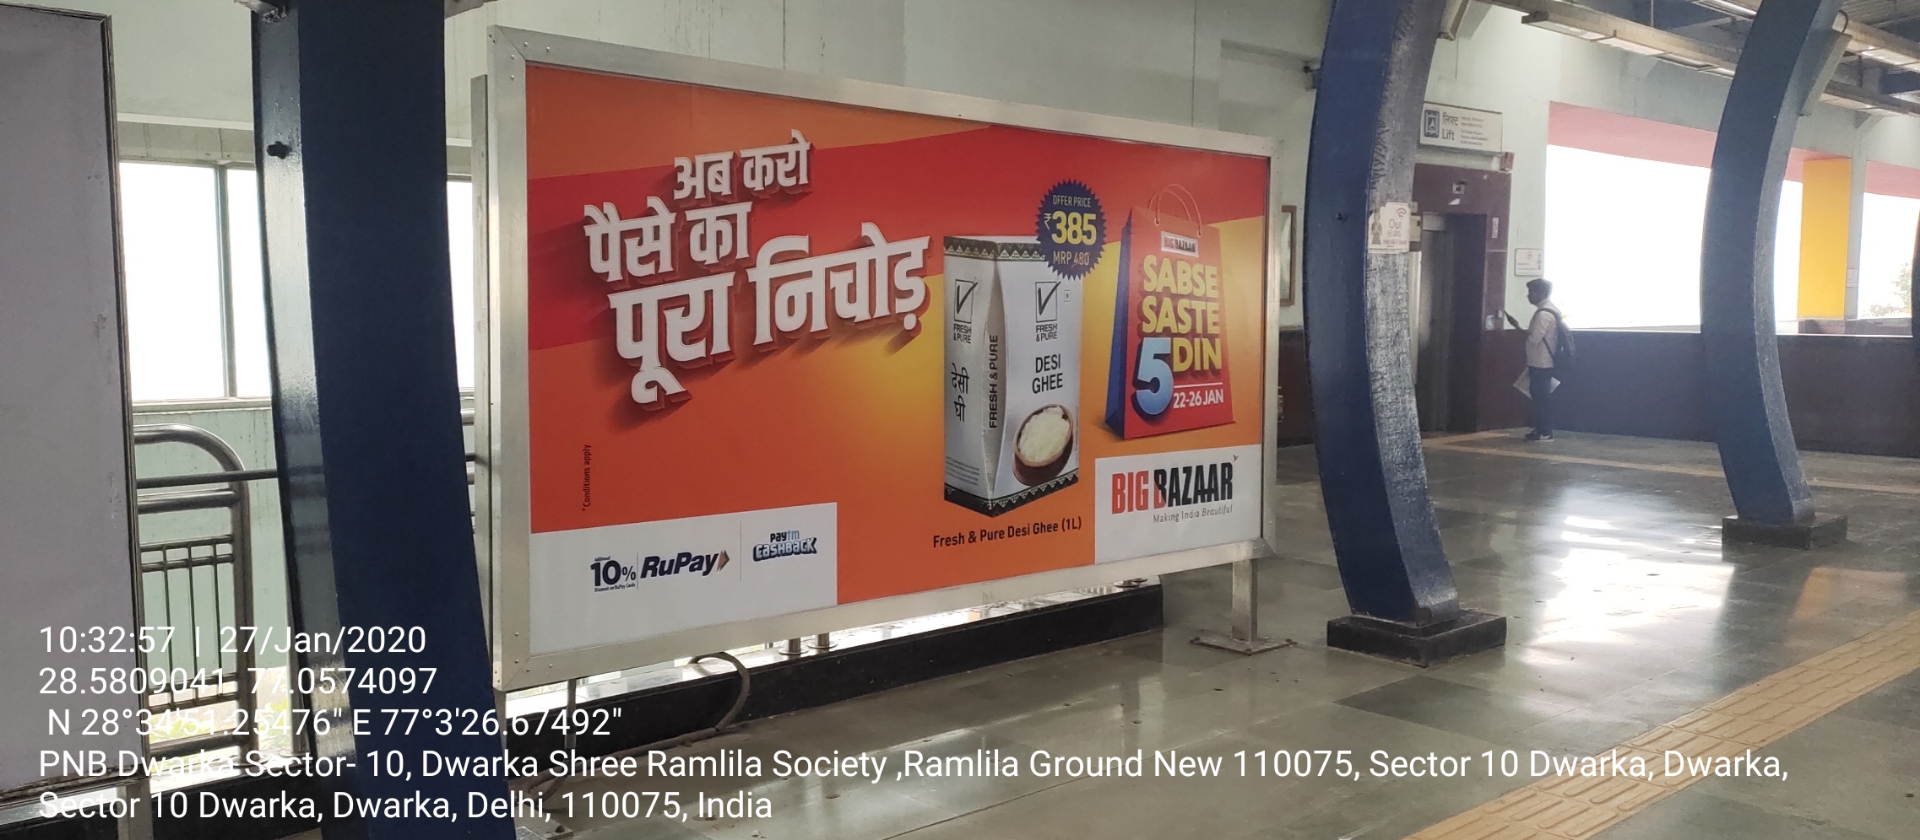 अब करो
पैसे का
पूरा निचोड़
OFFER PRICE
₹385
MRP 480
BIG BAZAAR
SABSE
SASTE
5 DIN
22-26 JAN
FRESH
& PURE
देसी
घी
FRESH & PURE
FRESH
& PURE
DESI
GHEE
Fresh & Pure Desi Ghee (1L)
BIG BAZAAR
Making India Beautiful
*Conditions apply
10% RuPay
paytm
CASHBACK
लिफ्ट
Lift
10:32:57 | 27/Jan/2020
28.5809041 77.0574097
N 28°34'51.25476" E 77°3'26.67492"
PNB Dwarka Sector- 10, Dwarka Shree Ramlila Society ,Ramlila Ground New 110075, Sector 10 Dwarka, Dwarka,
Sector 10 Dwarka, Dwarka, Delhi, 110075, India